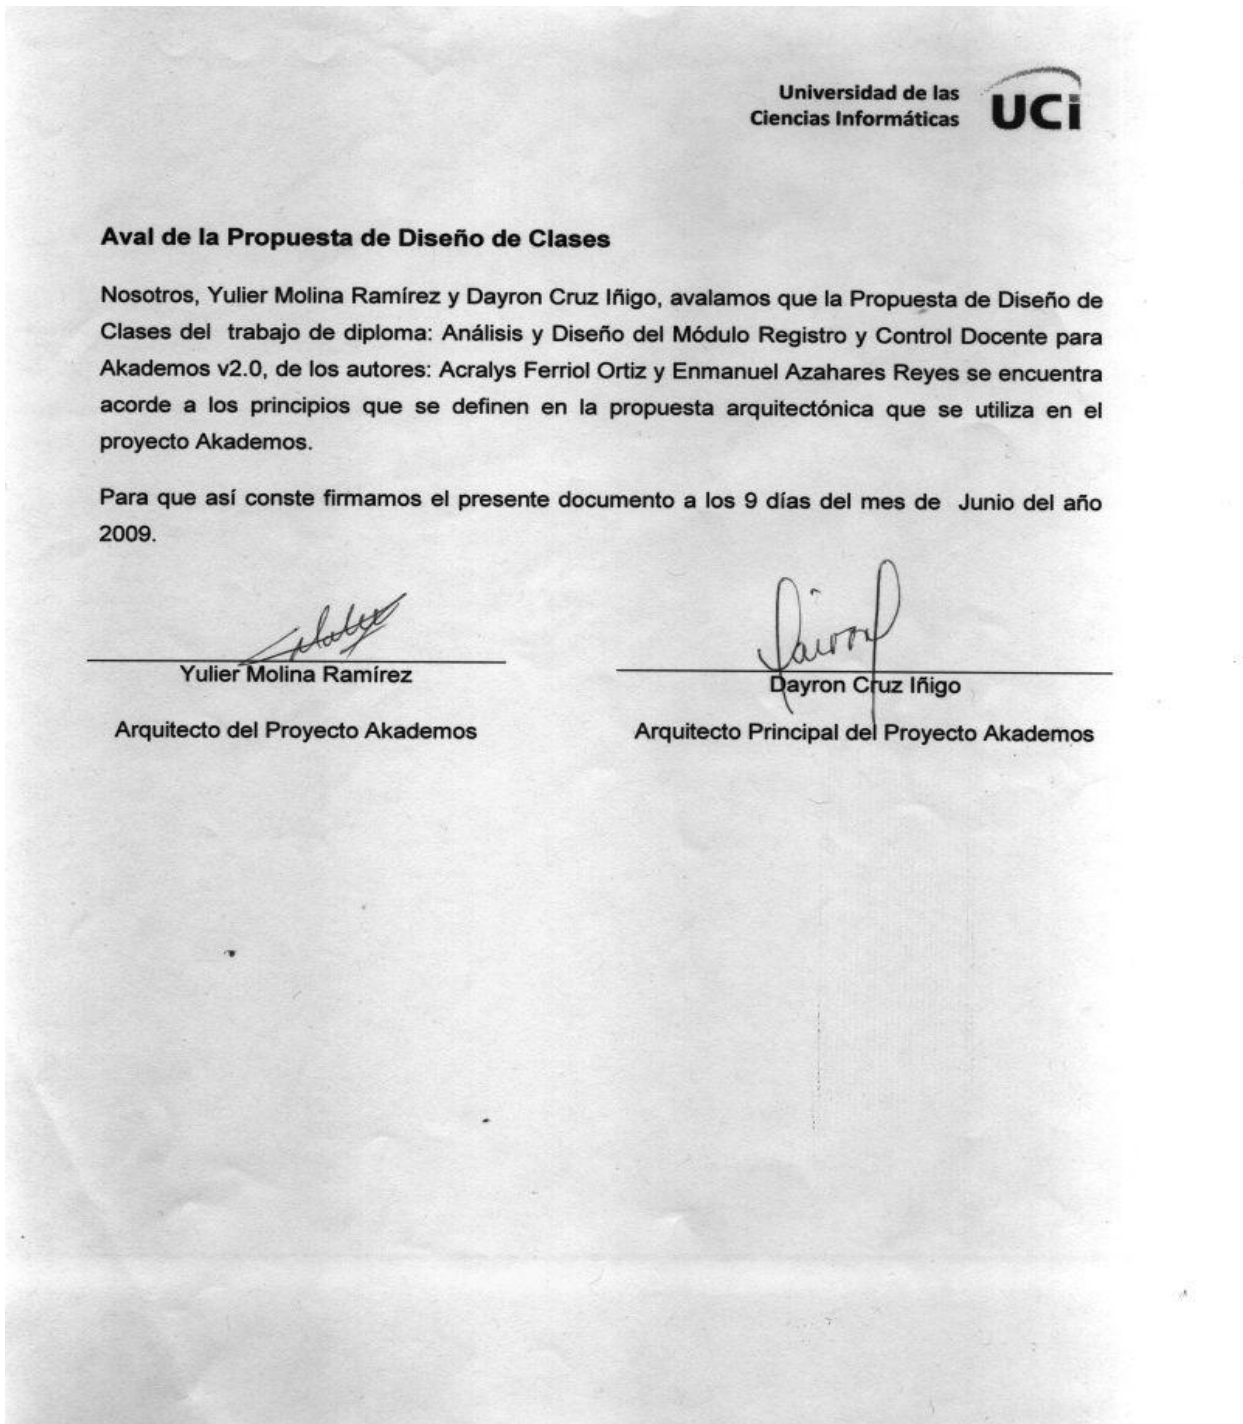 Universidad de las
Ciencias Informáticas
UCi
Aval de la Propuesta de Diseño de Clases
Nosotros, Yulier Molina Ramírez y Dayron Cruz Iñigo, avalamos que la Propuesta de Diseño de
Clases del trabajo de diploma: Análisis y Diseño del Módulo Registro y Control Docente para
Akademos v2.0, de los autores: Acralys Ferriol Ortiz y Enmanuel Azahares Reyes se encuentra
acorde a los principios que se definen en la propuesta arquitectónica que se utiliza en el
proyecto Akademos.
Para que así conste firmamos el presente documento a los 9 días del mes de Junio del año
2009.
Yulier Molina Ramírez
Dayron Cruz Iñigo
Arquitecto del Proyecto Akademos
Arquitecto Principal del Proyecto Akademos